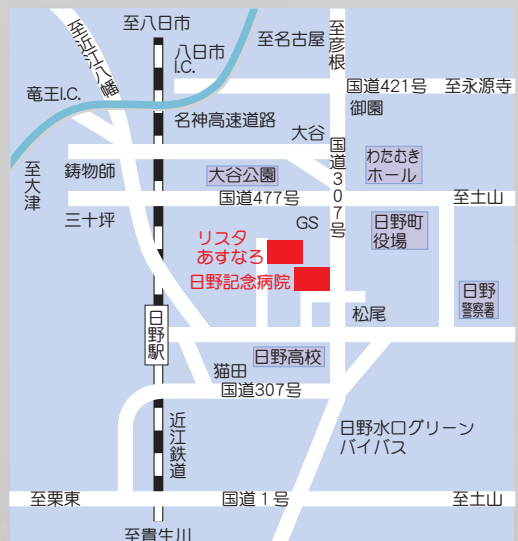 至八日市
至近江八幡
八日市
I.C.
至名古屋
至彦根
国道421号
至永源寺
竜王I.C.
御園
名神高速道路
大谷
国道307号
わたむき
ホール
至大津
鋳物師
大谷公園
国道477号
至土山
三十坪
GS
日野町
役場
リスタ
あすなろ
日野記念病院
日野
警察署
松尾
日野駅
猫田
日野高校
国道307号
近江鉄道
日野水口グリーン
バイパス
至栗東
国道1号
至土山
至貴生川